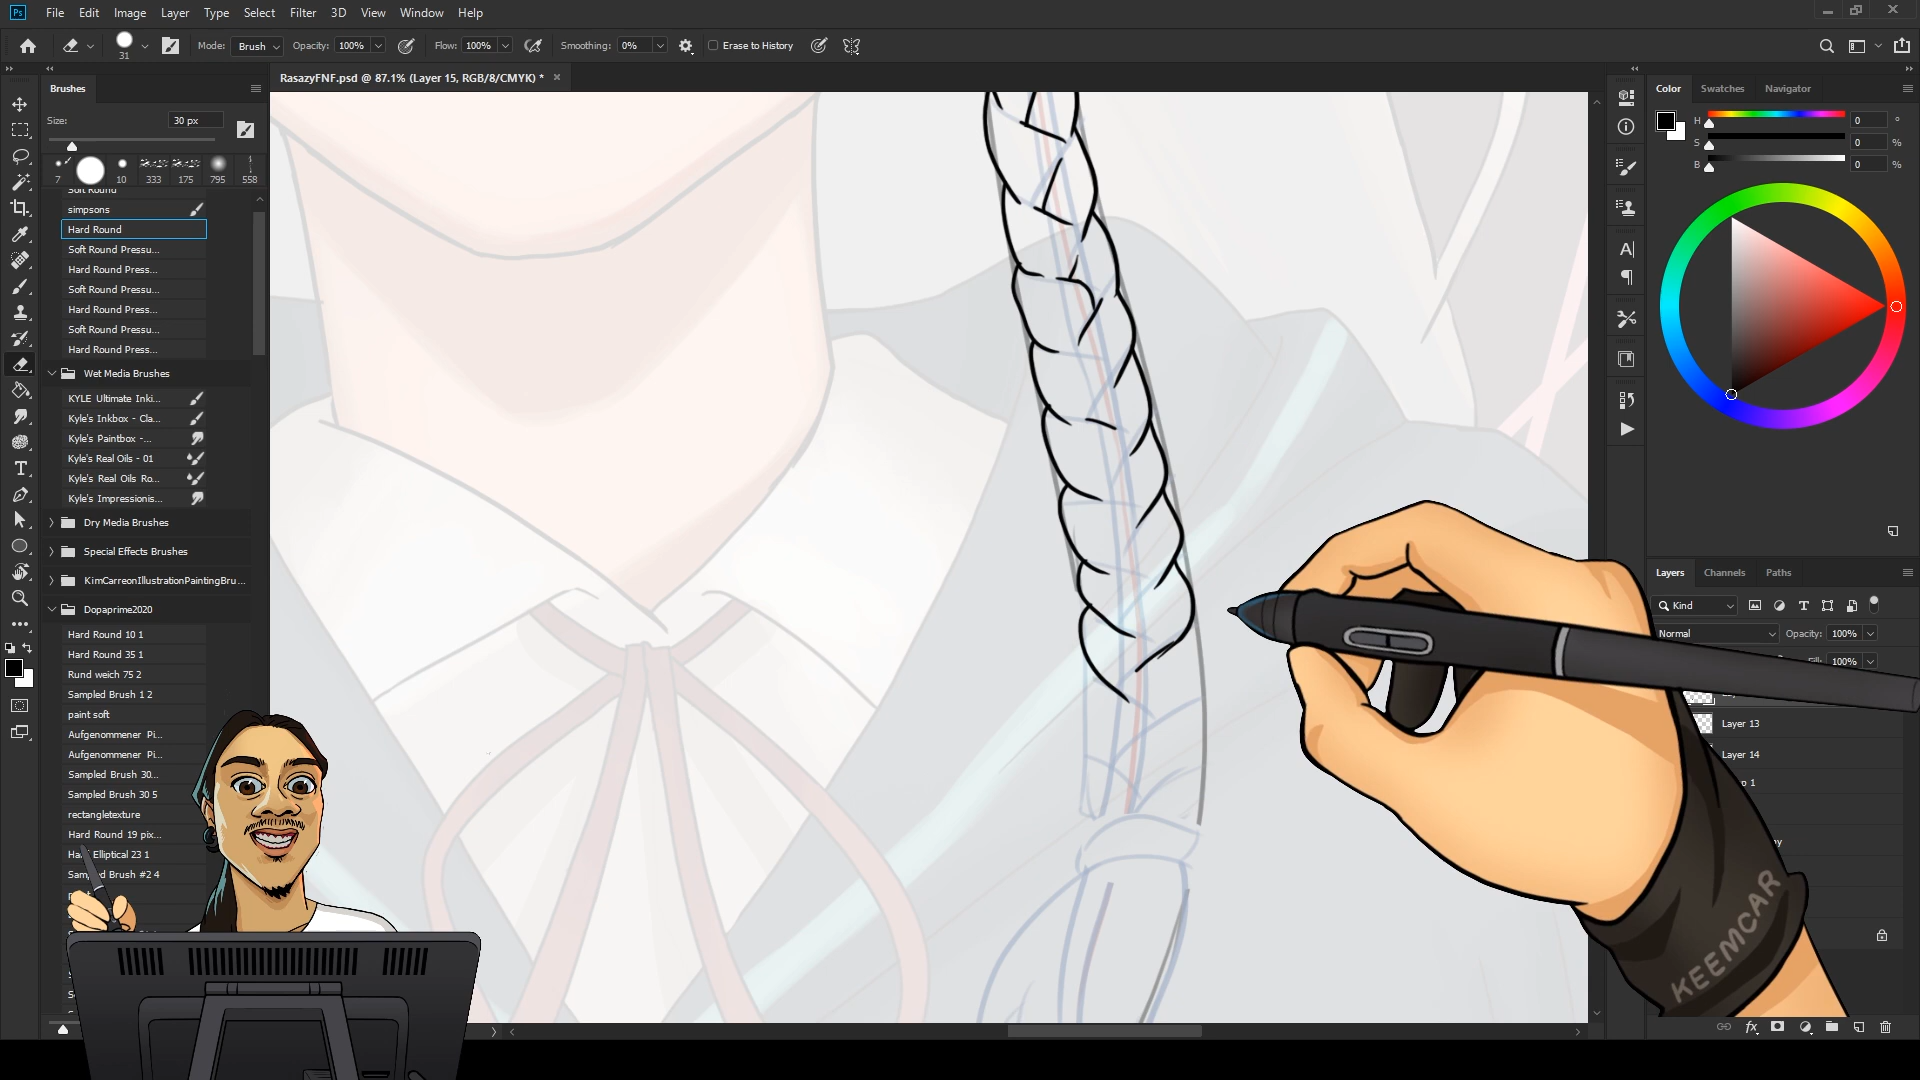 Ps File Edit Image Layer Type Select Filter 3D View Window Help
31 Mode: Brush Opacity: 100% Flow: 100% Smoothing: 0% Erase to History
RasazyFNF.psd @ 87.1% (Layer 15, RGB/8/CMYK) *
Brushes
Size: 30 px
7 10 333 175 795 558
Soft Round
simpsons
Hard Round
Soft Round Pressu...
Hard Round Press...
Soft Round Pressu...
Hard Round Press...
Soft Round Pressu...
Hard Round Press...
Wet Media Brushes
KYLE Ultimate Inki...
Kyle's Inkbox - Cla...
Kyle's Paintbox -...
Kyle's Real Oils - 01
Kyle's Real Oils Ro...
Kyle's Impressionis...
Dry Media Brushes
Special Effects Brushes
KimCarreonIllustrationPaintingBru...
Dopaprime2020
Hard Round 10 1
Hard Round 35 1
Rund weich 75 2
Sampled Brush 1 2
paint soft
Aufgenommener Pi...
Aufgenommener Pi...
Sampled Brush 30...
Sampled Brush 30 5
rectangletexture
Hard Round 19 pix...
Elliptical 23 1
Brush #2 4
Color Swatches Navigator
H 0 °
S 0 %
B 0 %
Layers Channels Paths
Kind
Normal Opacity: 100%
100%
Layer 13
Layer 14
KEEMCAR